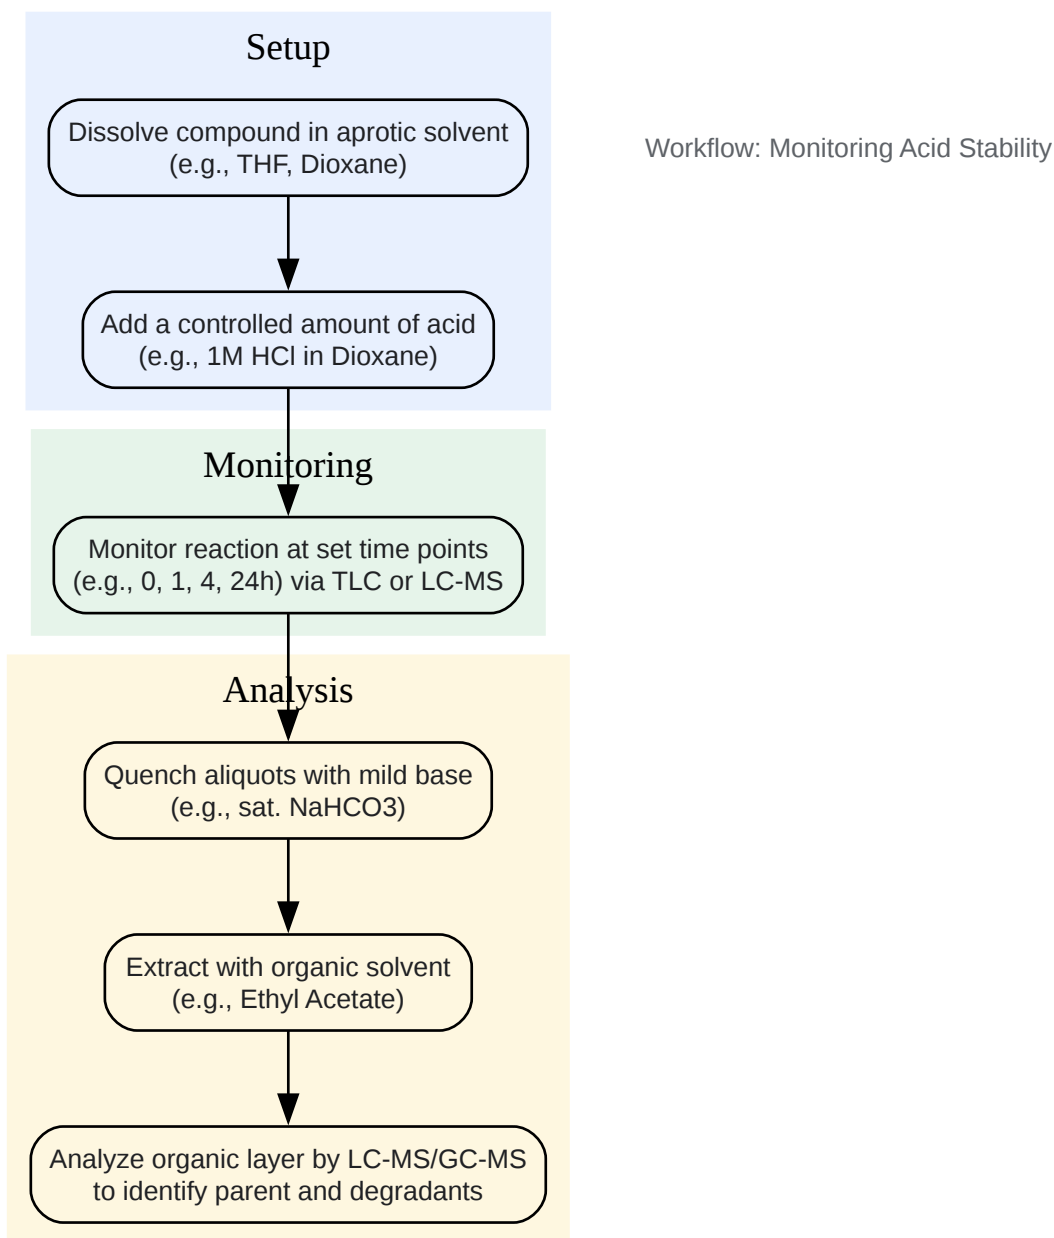 Setup
Dissolve compound in aprotic solvent
(e.g., THF, Dioxane)
Workflow: Monitoring Acid Stability
Add a controlled amount of acid
(e.g., 1M HCl in Dioxane)
Monitoring
Monitor reaction at set time points
(e.g., 0, 1, 4, 24h) via TLC or LC-MS
Analysis
Quench aliquots with mild base
(e.g., sat. NaHCO3)
Extract with organic solvent
(e.g., Ethyl Acetate)
Analyze organic layer by LC-MS/GC-MS
to identify parent and degradants